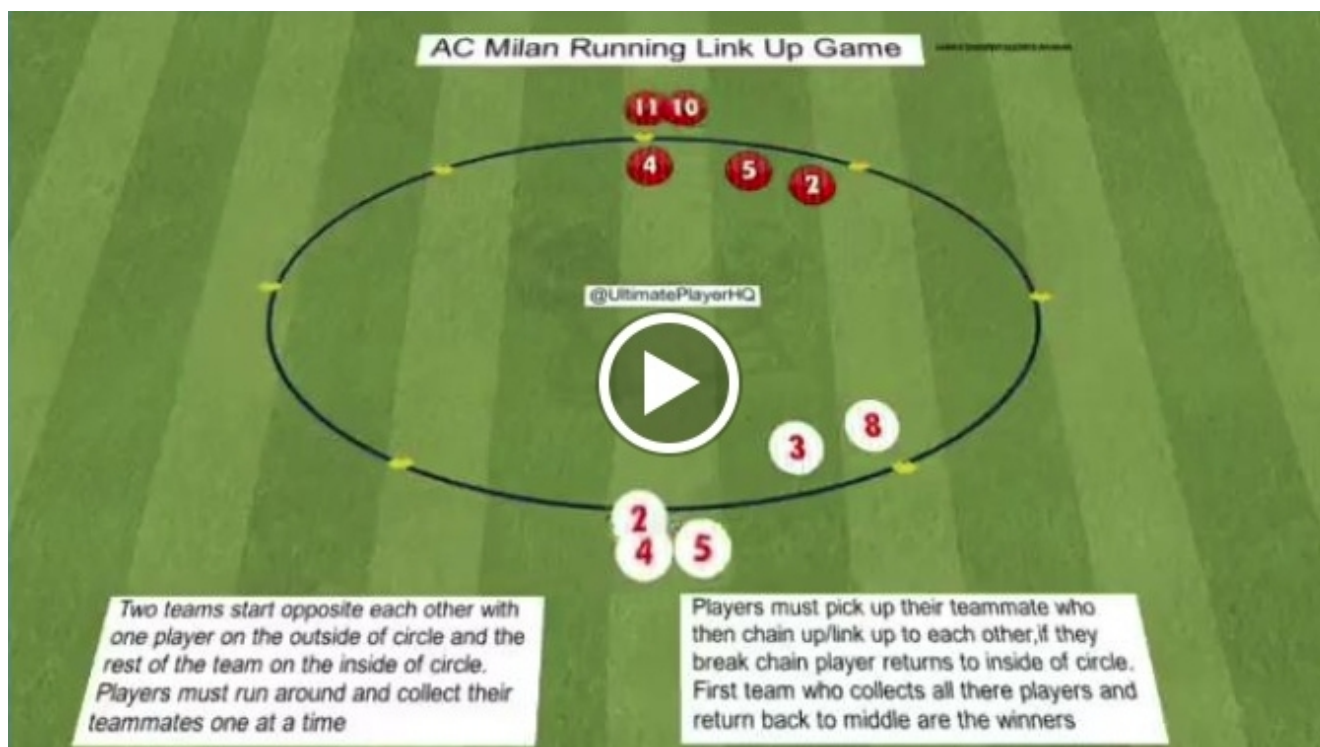 AC Milan Running Link Up Game
11 10
4 5 2
@UltimatePlayerHQ
8
3
2
4 5
Two teams start opposite each other with
one player on the outside of circle and the
rest of the team on the inside of circle.
Players must run around and collect their
teammates one at a time
Players must pick up their teammate who
then chain up/link up to each other,if they
break chain player returns to inside of circle.
First team who collects all there players and
return back to middle are the winners